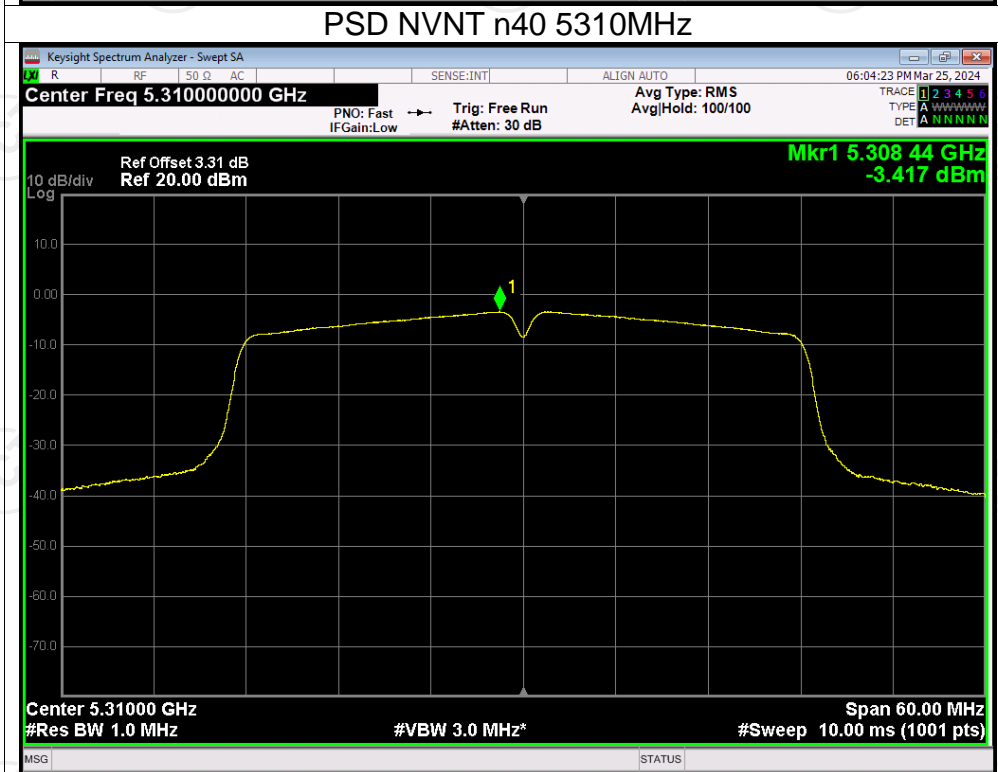 PSD NVNT n40 5310MHz
Keysight Spectrum Analyzer - Swept SA
LXI R RF 50 Ω AC SENSE:INT ALIGN AUTO 06:04:23 PM Mar 25, 2024
Center Freq 5.310000000 GHz Avg Type: RMS TRACE 1 2 3 4 5 6
PNO: Fast Trig: Free Run Avg|Hold: 100/100 TYPE A WWWWW
IFGain:Low #Atten: 30 dB DET A N N N N N
Mkr1 5.308 44 GHz
Ref Offset 3.31 dB
10 dB/div Ref 20.00 dBm -3.417 dBm
Log
10.0
1
0.00
-10.0
-20.0
-30.0
-40.0
-50.0
-60.0
-70.0
Center 5.31000 GHz Span 60.00 MHz
#Res BW 1.0 MHz #VBW 3.0 MHz* #Sweep 10.00 ms (1001 pts)
MSG STATUS